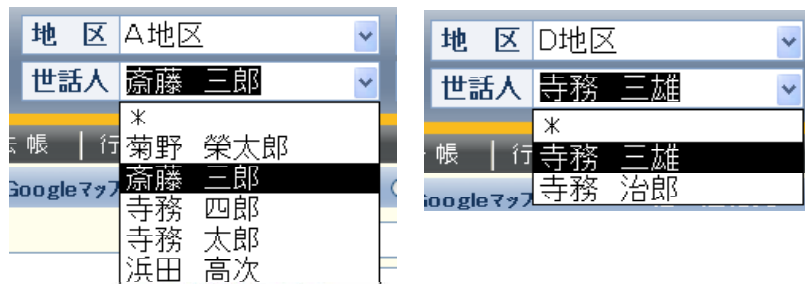 地 区 A地区
世話人 斎藤 三郎
*
帳 行
菊野 榮太郎
Googleマップ
斎藤 三郎
寺務 四郎
寺務 太郎
浜田 高次
地 区 D地区
世話人 寺務 三雄
*
帳 行
寺務 三雄
Googleマップ
寺務 治郎